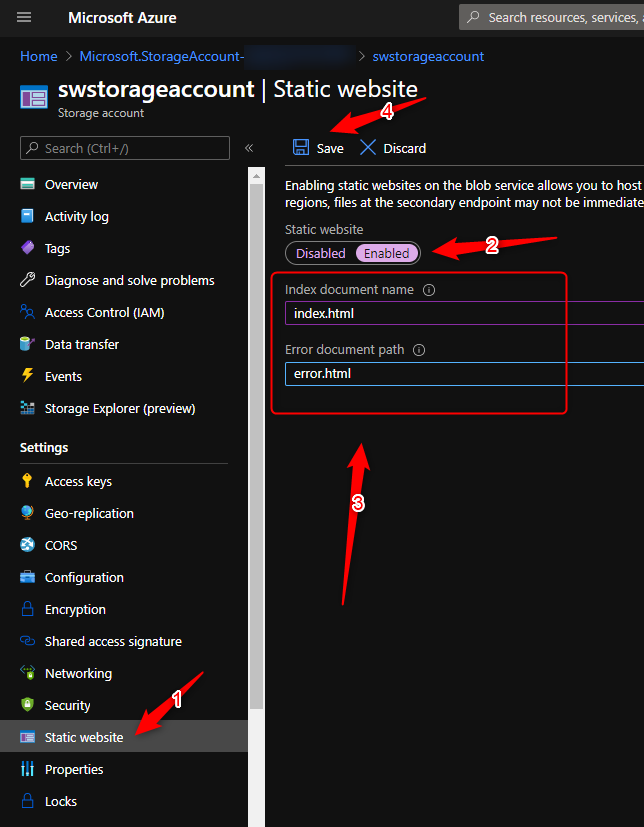 Microsoft Azure
Search resources, services, a
Home > Microsoft.StorageAccount- > swstorageaccount
swstorageaccount | Static website
Storage account
4
Search (Ctrl+/)
«
Save
Discard
Overview
Activity log
Tags
Diagnose and solve problems
Access Control (IAM)
Data transfer
Events
Storage Explorer (preview)
Settings
Access keys
Geo-replication
CORS
Configuration
Encryption
Shared access signature
Networking
Security
1
Static website
Properties
Locks
Enabling static websites on the blob service allows you to host
regions, files at the secondary endpoint may not be immediate
Static website
Disabled Enabled
2
Index document name
index.html
Error document path
error.html
3